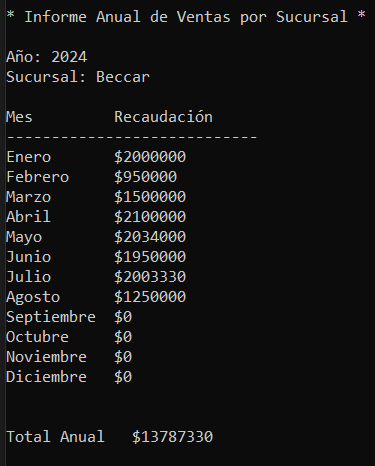 * Informe Anual de Ventas por Sucursal *
Año: 2024
Sucursal: Beccar
Mes Recaudación
----------------------------
Enero $2000000
Febrero $950000
Marzo $1500000
Abril $2100000
Mayo $2034000
Junio $1950000
Julio $2003330
Agosto $1250000
Septiembre $0
Octubre $0
Noviembre $0
Diciembre $0
Total Anual $13787330